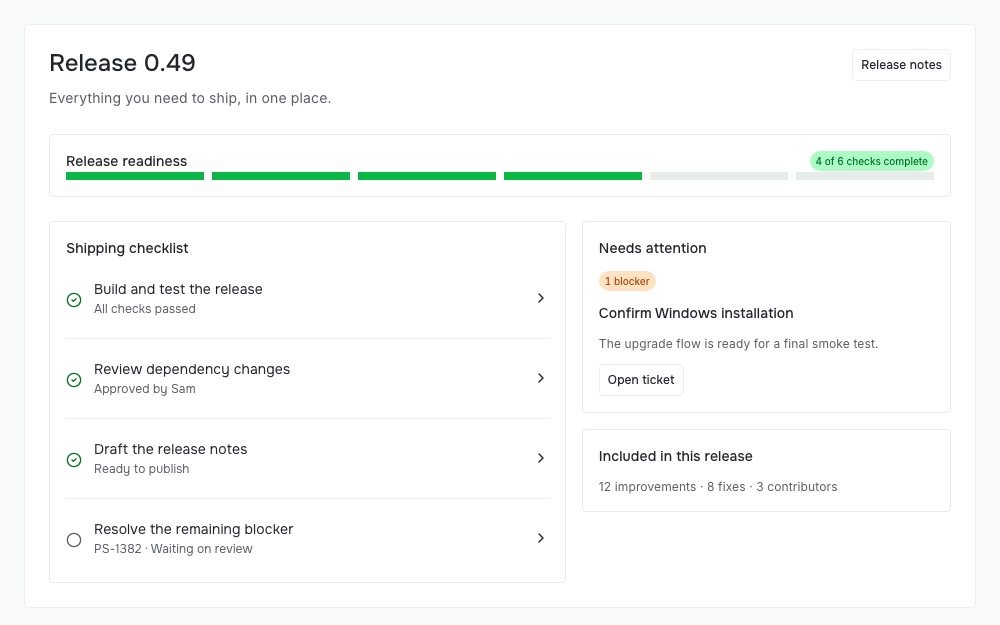 Release 0.49
Release notes
Everything you need to ship, in one place.
Release readiness
4 of 6 checks complete
Shipping checklist
Build and test the release
All checks passed
Review dependency changes
Approved by Sam
Draft the release notes
Ready to publish
Resolve the remaining blocker
PS-1382 · Waiting on review
Needs attention
1 blocker
Confirm Windows installation
The upgrade flow is ready for a final smoke test.
Open ticket
Included in this release
12 improvements · 8 fixes · 3 contributors